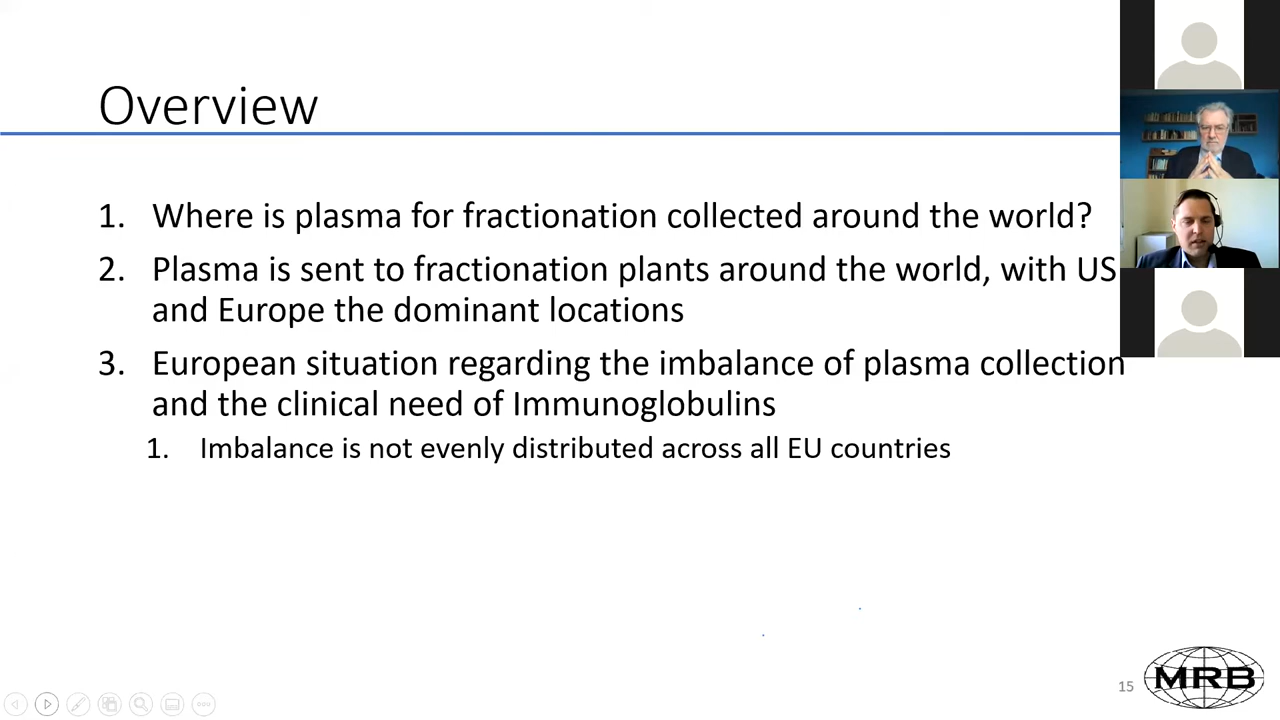 Overview
1. Where is plasma for fractionation collected around the world?
2. Plasma is sent to fractionation plants around the world, with US
and Europe the dominant locations
3. European situation regarding the imbalance of plasma collection
and the clinical need of Immunoglobulins
1. Imbalance is not evenly distributed across all EU countries
15
MRB